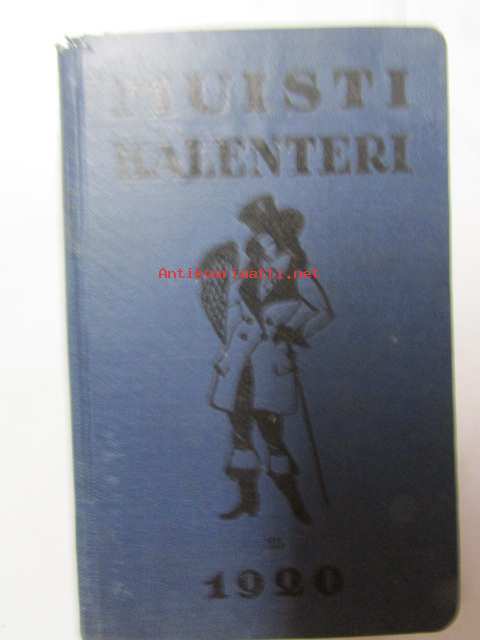 MUISTI
KALENTERI
Antikvariaatti.net
1920